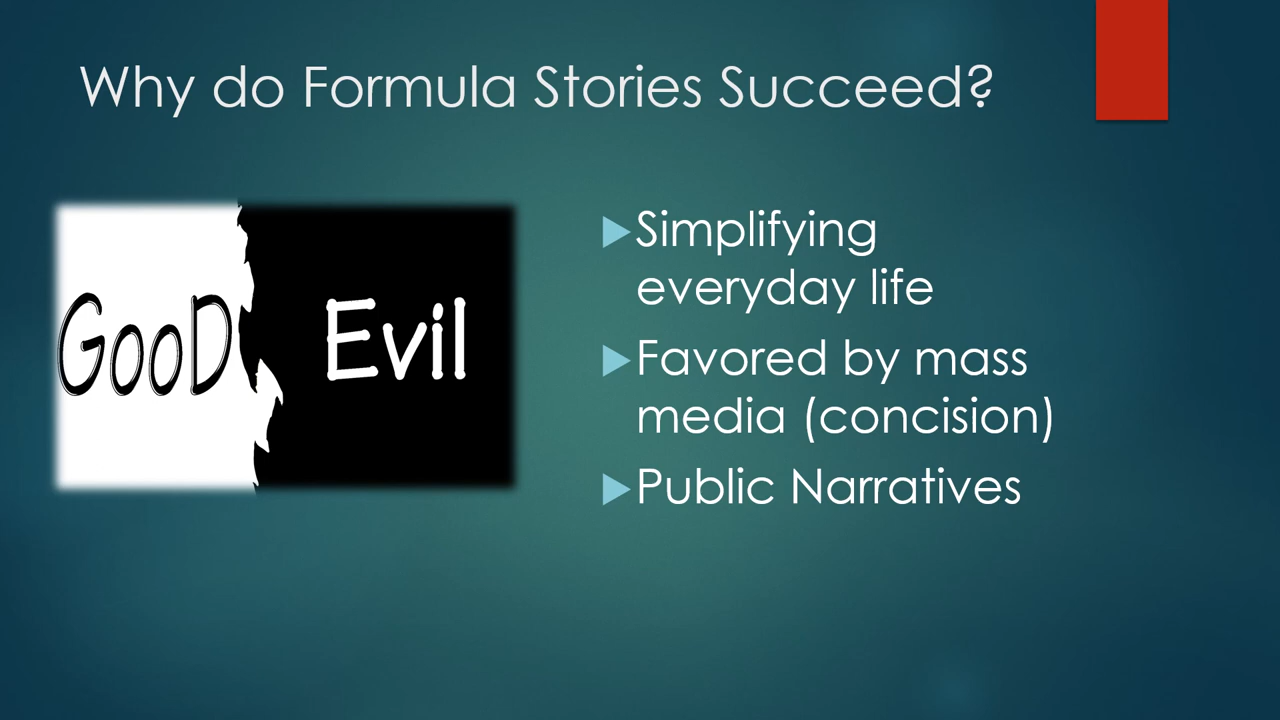 Why do Formula Stories Succeed?
GooD
Evil
Simplifying
everyday life
Favored by mass
media (concision)
Public Narratives